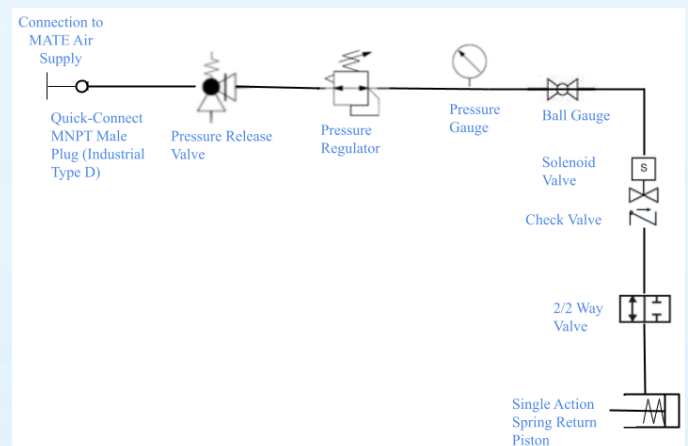 Connection to
MATE Air
Supply
Quick-Connect
MNPT Male
Plug (Industrial
Type D)
Pressure Release
Valve
Pressure
Regulator
Pressure
Gauge
Ball Gauge
Solenoid
Valve
S
Check Valve
2/2 Way
Valve
Single Action
Spring Return
Piston